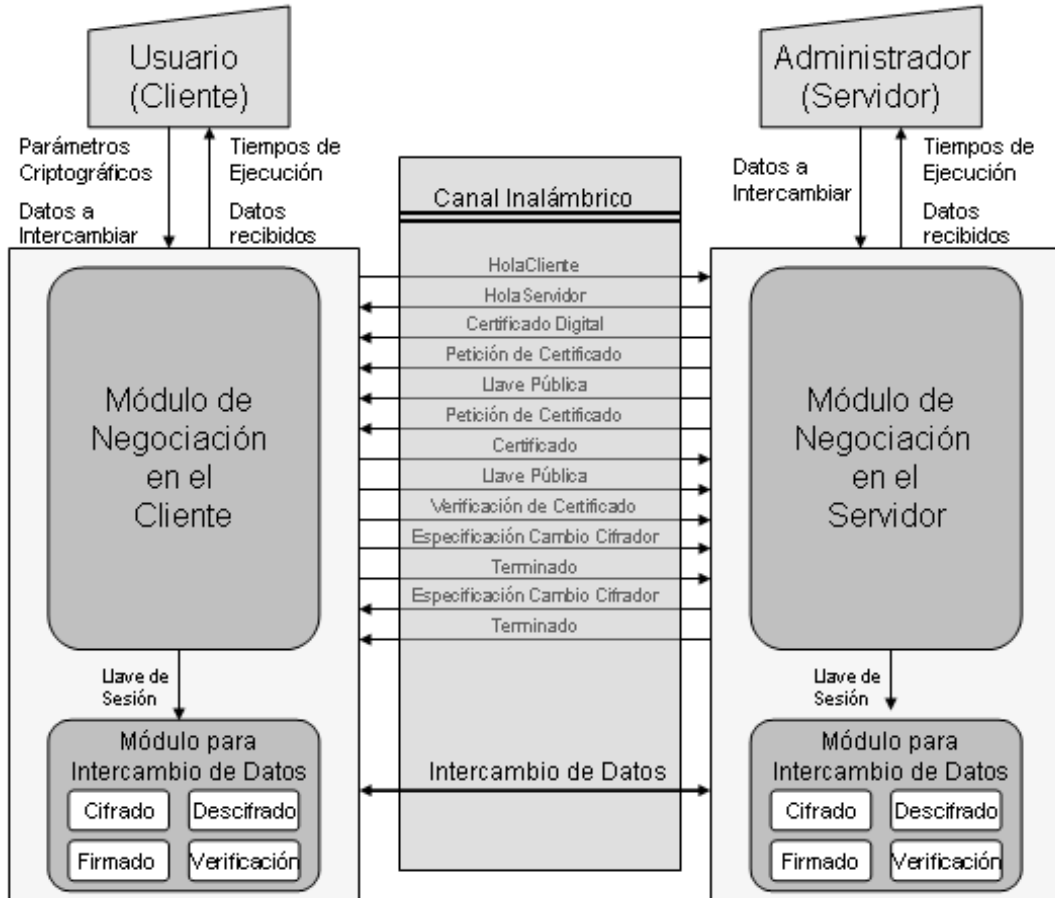 Usuario
(Cliente)
Administrador
(Servidor)
Parámetros
Criptográficos
Tiempos de
Ejecución
Datos a
Intercambiar
Datos
recibidos
Datos a
Intercambiar
Tiempos de
Ejecución
Datos
recibidos
Canal Inalámbrico
HolaCliente
HolaServidor
Certificado Digital
Petición de Certificado
Llave Pública
Petición de Certificado
Certificado
Llave Pública
Verificación de Certificado
Especificación Cambio Cifrador
Terminado
Especificación Cambio Cifrador
Terminado
Intercambio de Datos
Módulo de
Negociación
en el
Cliente
Llave de
Sesión
Módulo para
Intercambio de Datos
Cifrado
Descifrado
Firmado
Verificación
Módulo de
Negociación
en el
Servidor
Llave de
Sesión
Módulo para
Intercambio de Datos
Cifrado
Descifrado
Firmado
Verificación